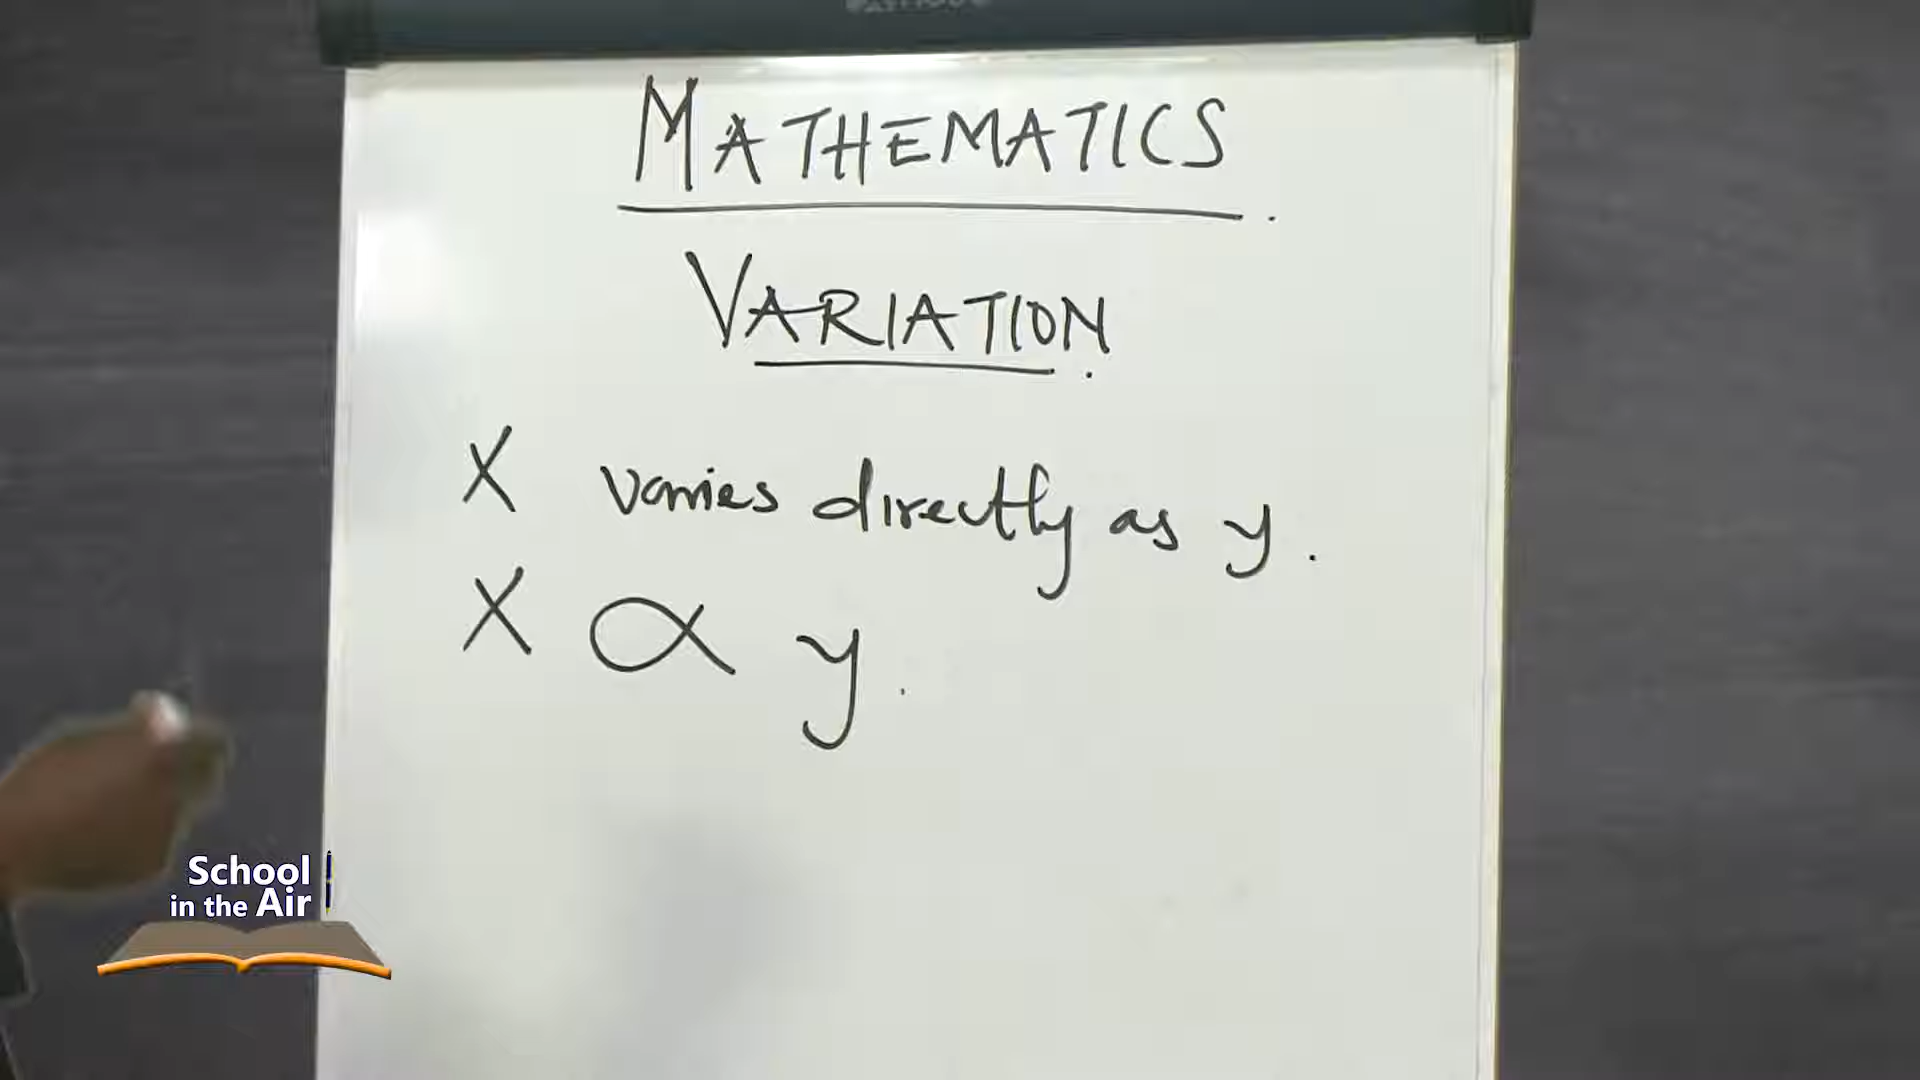 MATHEMATICS.
VARIATION.
X varies directly as y.
X ∝ y.
School
in the Air